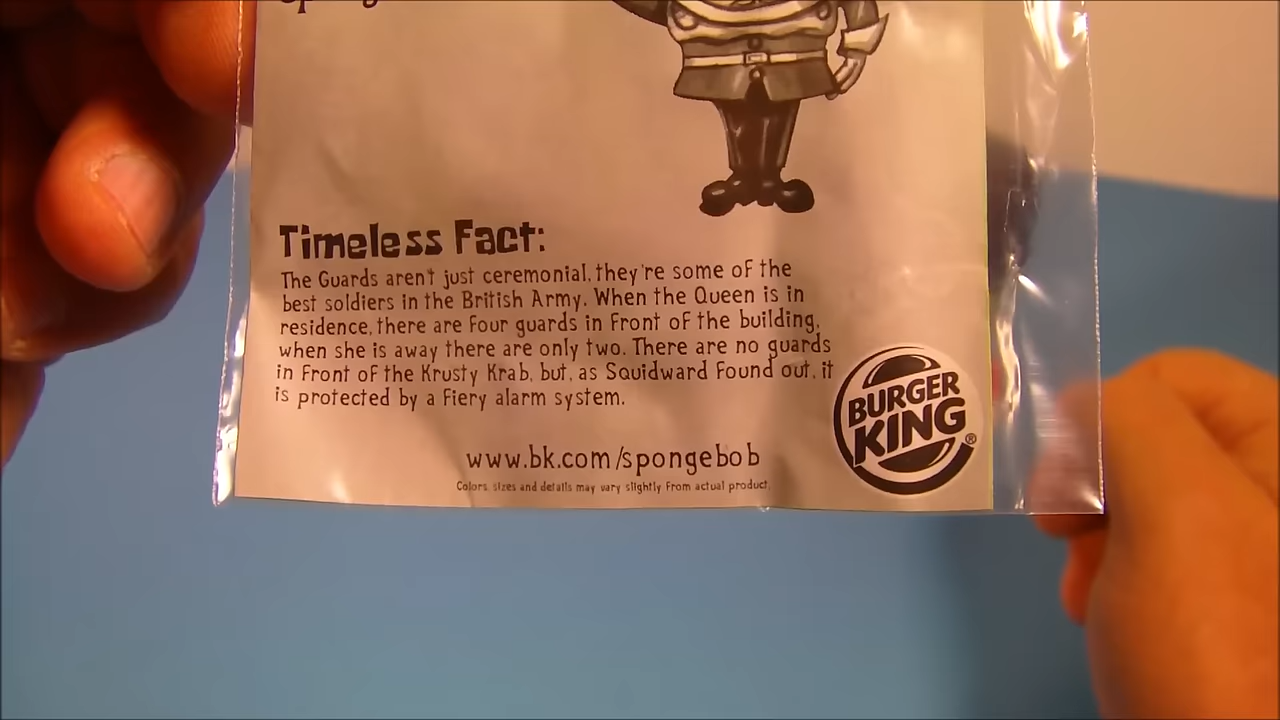 Timeless Fact:
The Guards aren't just ceremonial, they're some of the
best soldiers in the British Army. When the Queen is in
residence, there are four guards in front of the building,
when she is away there are only two. There are no guards
in front of the Krusty Krab, but, as Squidward found out, it
is protected by a fiery alarm system.
BURGER
KING®
www.bk.com/spongebob
Colors, sizes and details may vary slightly from actual product.